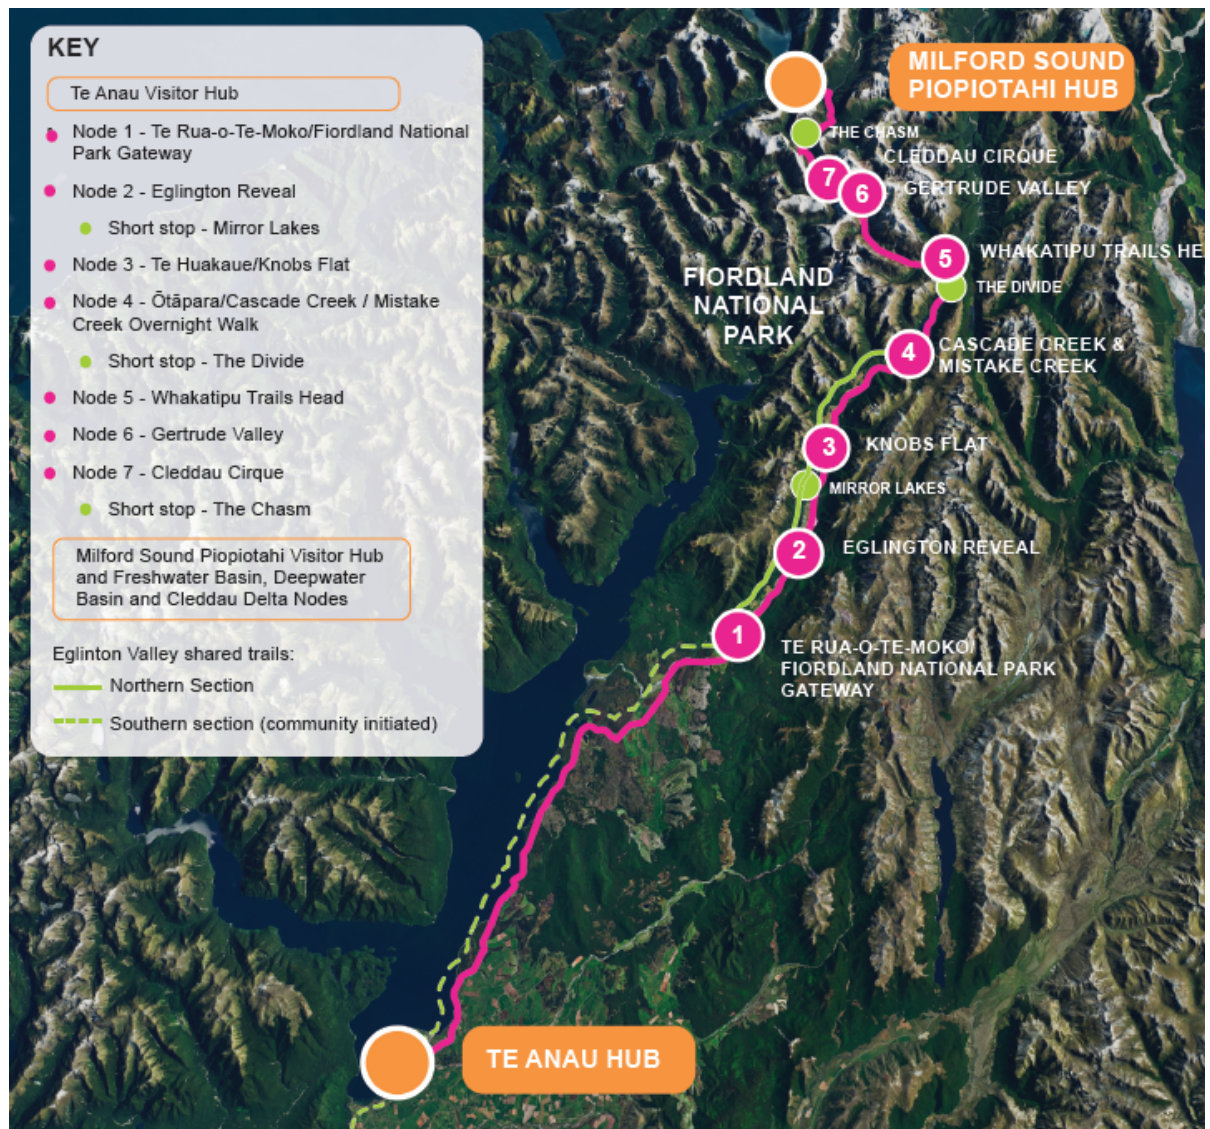 KEY
Te Anau Visitor Hub
Node 1 - Te Rua-o-Te-Moko/Fiordland National
Park Gateway
Node 2 - Eglington Reveal
Short stop - Mirror Lakes
Node 3 - Te Huakaue/Knobs Flat
Node 4 - Ōtāpara/Cascade Creek / Mistake
Creek Overnight Walk
Short stop - The Divide
Node 5 - Whakatipu Trails Head
Node 6 - Gertrude Valley
Node 7 - Cleddau Cirque
Short stop - The Chasm
Milford Sound Piopiotahi Visitor Hub
and Freshwater Basin, Deepwater
Basin and Cleddau Delta Nodes
Eglinton Valley shared trails:
Northern Section
Southern section (community initiated)
MILFORD SOUND
PIOPIOTAHI HUB
THE CHASM
CLEDDAU CIRQUE
7
6
GERTRUDE VALLEY
5
WHAKATIPU TRAILS HE
THE DIVIDE
FIORDLAND
NATIONAL
PARK
4
CASCADE CREEK &
MISTAKE CREEK
3
KNOBS FLAT
MIRROR LAKES
2
EGLINGTON REVEAL
1
TE RUA-O-TE-MOKO/
FIORDLAND NATIONAL PARK
GATEWAY
TE ANAU HUB